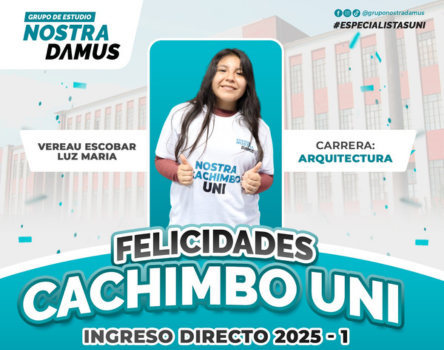 GRUPO DE ESTUDIO
NOSTRA
DAMUS
@gruponostradamus
#ESPECIALISTASUNI
VEREAU ESCOBAR
LUZ MARIA
CARRERA:
ARQUITECTURA
DAMUS
NOSTRA
CACHIMBO
UNI
FELICIDADES
CACHIMBO UNI
INGRESO DIRECTO 2025 - 1